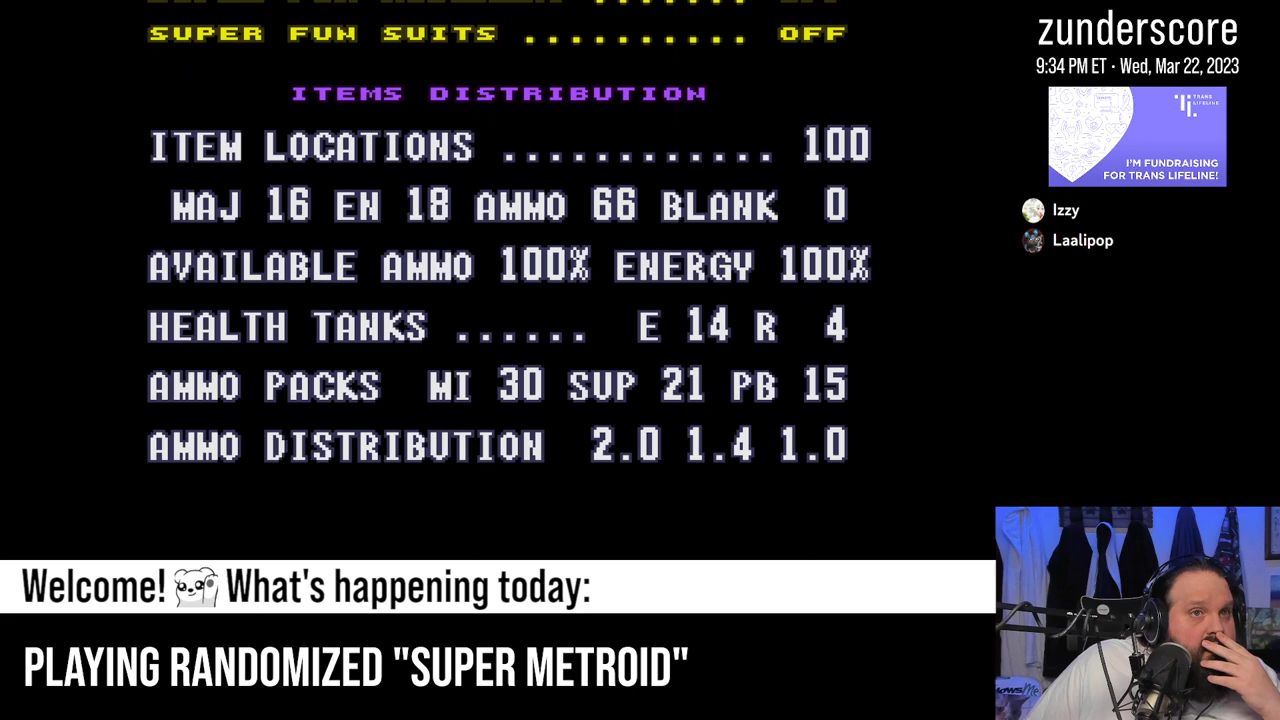 SUPER FUN SUITS .......... OFF
ITEMS DISTRIBUTION
ITEM LOCATIONS ............ 100
MAJ 16 EN 18 AMMO 66 BLANK 0
AVAILABLE AMMO 100% ENERGY 100%
HEALTH TANKS ...... E 14 R 4
AMMO PACKS MI 30 SUP 21 PB 15
AMMO DISTRIBUTION 2.0 1.4 1.0
Welcome! What's happening today:
PLAYING RANDOMIZED "SUPER METROID"
zunderscore
9:34 PM ET · Wed, Mar 22, 2023
TRANS
LIFELINE
I'M FUNDRAISING
FOR TRANS LIFELINE!
Izzy
Laalipop